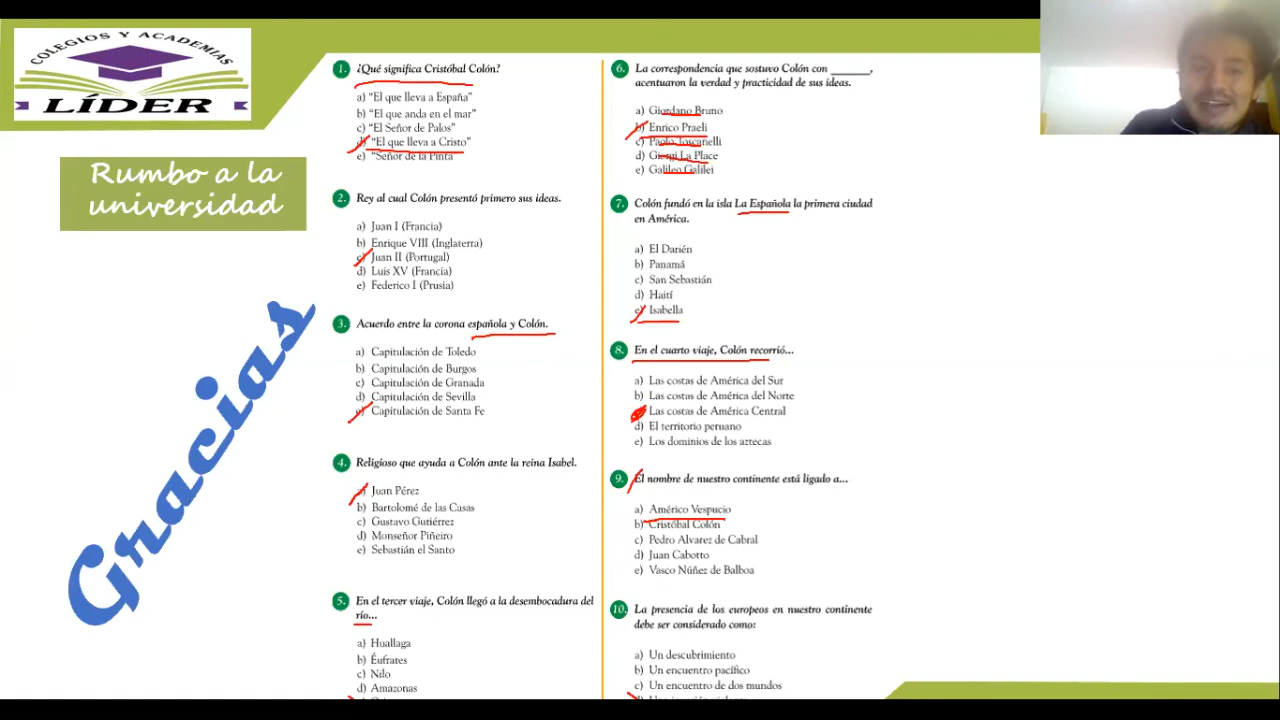 COLEGIOS Y ACADEMIAS
LÍDER
Rumbo a la
universidad
Gracias
1. ¿Qué significa Cristóbal Colón?
a) “El que lleva a España”
b) “El que anda en el mar”
c) “El Señor de Palos”
d) “El que lleva a Cristo”
e) “Señor de la Pinta
2. Rey al cual Colón presentó primero sus ideas.
a) Juan I (Francia)
b) Enrique VIII (Inglaterra)
c) Juan II (Portugal)
d) Luis XV (Francia)
e) Federico I (Prusia)
3. Acuerdo entre la corona española y Colón.
a) Capitulación de Toledo
b) Capitulación de Burgos
c) Capitulación de Granada
d) Capitulación de Sevilla
e) Capitulación de Santa Fe
4. Religioso que ayuda a Colón ante la reina Isabel.
a) Juan Pérez
b) Bartolomé de las Casas
c) Gustavo Gutiérrez
d) Monseñor Piñeiro
e) Sebastián el Santo
5. En el tercer viaje, Colón llegó a la desembocadura del
río...
a) Huallaga
b) Éufrates
c) Nilo
d) Amazonas
6. La correspondencia que sostuvo Colón con ______,
acentuaron la verdad y practicidad de sus ideas.
a) Giordano Bruno
b) Enrico Praeli
c) Paolo Toscanelli
d) Giorgi La Place
e) Galileo Galilei
7. Colón fundó en la isla La Española la primera ciudad
en América.
a) El Darién
b) Panamá
c) San Sebastián
d) Haití
e) Isabella
8. En el cuarto viaje, Colón recorrió...
a) Las costas de América del Sur
b) Las costas de América del Norte
Las costas de América Central
d) El territorio peruano
e) Los dominios de los aztecas
9. El nombre de nuestro continente está ligado a...
a) Américo Vespucio
b) Cristóbal Colón
c) Pedro Alvarez de Cabral
d) Juan Cabotto
e) Vasco Núñez de Balboa
10. La presencia de los europeos en nuestro continente
debe ser considerado como:
a) Un descubrimiento
b) Un encuentro pacífico
c) Un encuentro de dos mundos